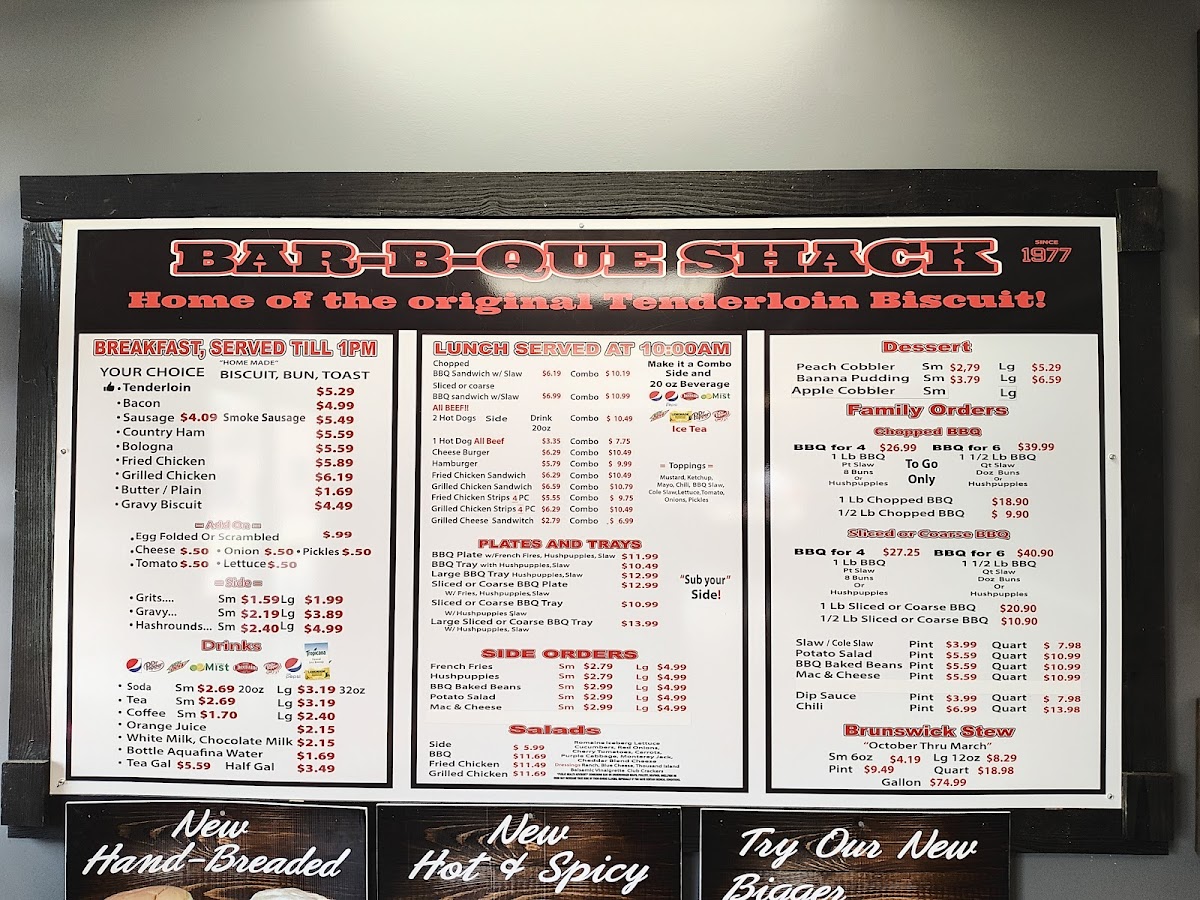 BAR-B-QUE SHACK
SINCE
1977
Home of the original Tenderloin Biscuit!
BREAKFAST, SERVED TILL 1PM
YOUR CHOICE "HOME MADE" BISCUIT, BUN, TOAST
• Tenderloin $5.29
• Bacon $4.99
• Sausage $4.09 Smoke Sausage $5.49
• Country Ham $5.59
• Bologna $5.59
• Fried Chicken $5.89
• Grilled Chicken $6.19
• Butter / Plain $1.69
• Gravy Biscuit $4.49
= Add On =
• Egg Folded Or Scrambled $.99
• Cheese $.50 • Onion $.50 • Pickles $.50
• Tomato $.50 • Lettuce $.50
= Side =
• Grits.... Sm $1.59 Lg $1.99
• Gravy... Sm $2.19 Lg $3.89
• Hashrounds... Sm $2.40 Lg $4.99
Drinks
Mist
Tropicana
• Soda Sm $2.69 20oz Lg $3.19 32oz
• Tea Sm $2.69 Lg $3.19
• Coffee Sm $1.70 Lg $2.40
• Orange Juice $2.15
• White Milk, Chocolate Milk $2.15
• Bottle Aquafina Water $1.69
• Tea Gal $5.59 Half Gal $3.49
LUNCH SERVED AT 10:00AM
Chopped
BBQ Sandwich w/ Slaw $6.19 Combo $10.19
Sliced or coarse
BBQ sandwich w/Slaw $6.99 Combo $10.99
All BEEF!!
2 Hot Dogs Side Drink Combo $10.49
20oz
1 Hot Dog All Beef $3.35 Combo $7.75
Cheese Burger $6.29 Combo $10.49
Hamburger $5.79 Combo $9.99
Fried Chicken Sandwich $6.29 Combo $10.49
Grilled Chicken Sandwich $6.59 Combo $10.79
Fried Chicken Strips 4 PC $5.55 Combo $9.75
Grilled Chicken Strips 4 PC $6.29 Combo $10.49
Grilled Cheese Sandwitch $2.79 Combo $6.99
Make it a Combo
Side and
20 oz Beverage
Mist
Ice Tea
= Toppings =
Mustard, Ketchup,
Mayo, Chili, BBQ Slaw,
Cole Slaw,Lettuce,Tomato,
Onions, Pickles
PLATES AND TRAYS
BBQ Plate w/French Fires, Hushpuppies, Slaw $11.99
BBQ Tray with Hushpuppies, Slaw $10.49
Large BBQ Tray Hushpuppies,Slaw $12.99
Sliced or Coarse BBQ Plate $12.99
W/ Fries, Hushpuppies, Slaw
Sliced or Coarse BBQ Tray $10.99
W/ Hushpuppies Slaw
Large Sliced or Coarse BBQ Tray $13.99
W/ Hushpuppies, Slaw
"Sub your"
Side!
SIDE ORDERS
French Fries Sm $2.79 Lg $4.99
Hushpuppies Sm $2.79 Lg $4.99
BBQ Baked Beans Sm $2.99 Lg $4.99
Potato Salad Sm $2.99 Lg $4.99
Mac & Cheese Sm $2.99 Lg $4.99
Salads
Side $ 5.99
BBQ $11.69
Fried Chicken $11.49
Grilled Chicken $11.69
Romaine Iceberg Lettuce
Cucumbers, Red Onions,
Cherry Tomatoes, Carrots,
Purple Cabbage, Monterey Jack,
Cheddar Blend Cheese
Dressings Ranch, Blue Cheese, Thousand Island
Balsamic Vinaigrette Club Crackers
Dessert
Peach Cobbler Sm $2,79 Lg $5.29
Banana Pudding Sm $3.79 Lg $6.59
Apple Cobbler Sm Lg
Family Orders
Chopped BBQ
BBQ for 4 $26.99 BBQ for 6 $39.99
1 Lb BBQ 1 1/2 Lb BBQ
Pt Slaw Qt Slaw
8 Buns Doz Buns
Or Or
Hushpuppies Hushpuppies
To Go
Only
1 Lb Chopped BBQ $18.90
1/2 Lb Chopped BBQ $ 9.90
Sliced or Coarse BBQ
BBQ for 4 $27.25 BBQ for 6 $40.90
1 Lb BBQ 1 1/2 Lb BBQ
Pt Slaw Qt Slaw
8 Buns Doz Buns
Or Or
Hushpuppies Hushpuppies
1 Lb Sliced or Coarse BBQ $20.90
1/2 Lb Sliced or Coarse BBQ $10.90
Slaw / Cole Slaw Pint $3.99 Quart $ 7.98
Potato Salad Pint $5.59 Quart $10.99
BBQ Baked Beans Pint $5.59 Quart $10.99
Mac & Cheese Pint $5.59 Quart $10.99
Dip Sauce Pint $3.99 Quart $ 7.98
Chili Pint $6.99 Quart $13.98
Brunswick Stew
"October Thru March"
Sm 6oz $4.19 Lg 12oz $8.29
Pint $9.49 Quart $18.98
Gallon $74.99
New
Hand-Breaded
New
Hot & Spicy
Try Our New
Bigger